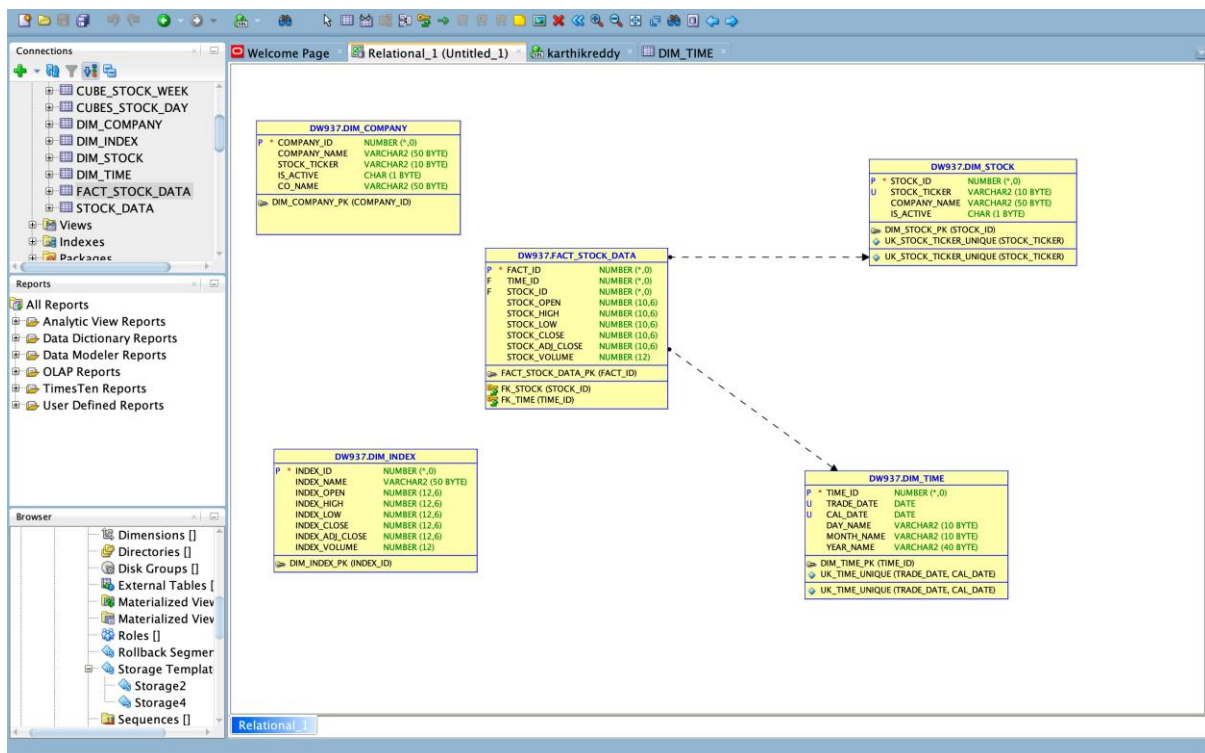 Connections
Welcome Page
Relational_1 (Untitled_1)
karthikreddy
DIM_TIME
CUBE_STOCK_WEEK
CUBES_STOCK_DAY
DIM_COMPANY
DIM_INDEX
DIM_STOCK
DIM_TIME
FACT_STOCK_DATA
STOCK_DATA
Views
Indexes
Packages
Reports
All Reports
Analytic View Reports
Data Dictionary Reports
Data Modeler Reports
OLAP Reports
TimesTen Reports
User Defined Reports
Browser
Dimensions []
Directories []
Disk Groups []
External Tables [
Materialized View
Materialized View
Roles []
Rollback Segmer
Storage Templat
Storage2
Storage4
Sequences []
DW937.DIM_COMPANY
P * COMPANY_ID NUMBER (*,0)
COMPANY_NAME VARCHAR2 (50 BYTE)
STOCK_TICKER VARCHAR2 (10 BYTE)
IS_ACTIVE CHAR (1 BYTE)
CO_NAME VARCHAR2 (50 BYTE)
DIM_COMPANY_PK (COMPANY_ID)
DW937.DIM_STOCK
P * STOCK_ID NUMBER (*,0)
U STOCK_TICKER VARCHAR2 (10 BYTE)
COMPANY_NAME VARCHAR2 (50 BYTE)
IS_ACTIVE CHAR (1 BYTE)
DIM_STOCK_PK (STOCK_ID)
UK_STOCK_TICKER_UNIQUE (STOCK_TICKER)
UK_STOCK_TICKER_UNIQUE (STOCK_TICKER)
DW937.FACT_STOCK_DATA
P * FACT_ID NUMBER (*,0)
F TIME_ID NUMBER (*,0)
F STOCK_ID NUMBER (*,0)
STOCK_OPEN NUMBER (10,6)
STOCK_HIGH NUMBER (10,6)
STOCK_LOW NUMBER (10,6)
STOCK_CLOSE NUMBER (10,6)
STOCK_ADJ_CLOSE NUMBER (10,6)
STOCK_VOLUME NUMBER (12)
FACT_STOCK_DATA_PK (FACT_ID)
FK_STOCK (STOCK_ID)
FK_TIME (TIME_ID)
DW937.DIM_INDEX
P * INDEX_ID NUMBER (*,0)
INDEX_NAME VARCHAR2 (50 BYTE)
INDEX_OPEN NUMBER (12,6)
INDEX_HIGH NUMBER (12,6)
INDEX_LOW NUMBER (12,6)
INDEX_CLOSE NUMBER (12,6)
INDEX_ADJ_CLOSE NUMBER (12,6)
INDEX_VOLUME NUMBER (12)
DIM_INDEX_PK (INDEX_ID)
DW937.DIM_TIME
P * TIME_ID NUMBER (*,0)
U TRADE_DATE DATE
U CAL_DATE DATE
DAY_NAME VARCHAR2 (10 BYTE)
MONTH_NAME VARCHAR2 (10 BYTE)
YEAR_NAME VARCHAR2 (40 BYTE)
DIM_TIME_PK (TIME_ID)
UK_TIME_UNIQUE (TRADE_DATE, CAL_DATE)
UK_TIME_UNIQUE (TRADE_DATE, CAL_DATE)
Relational_1